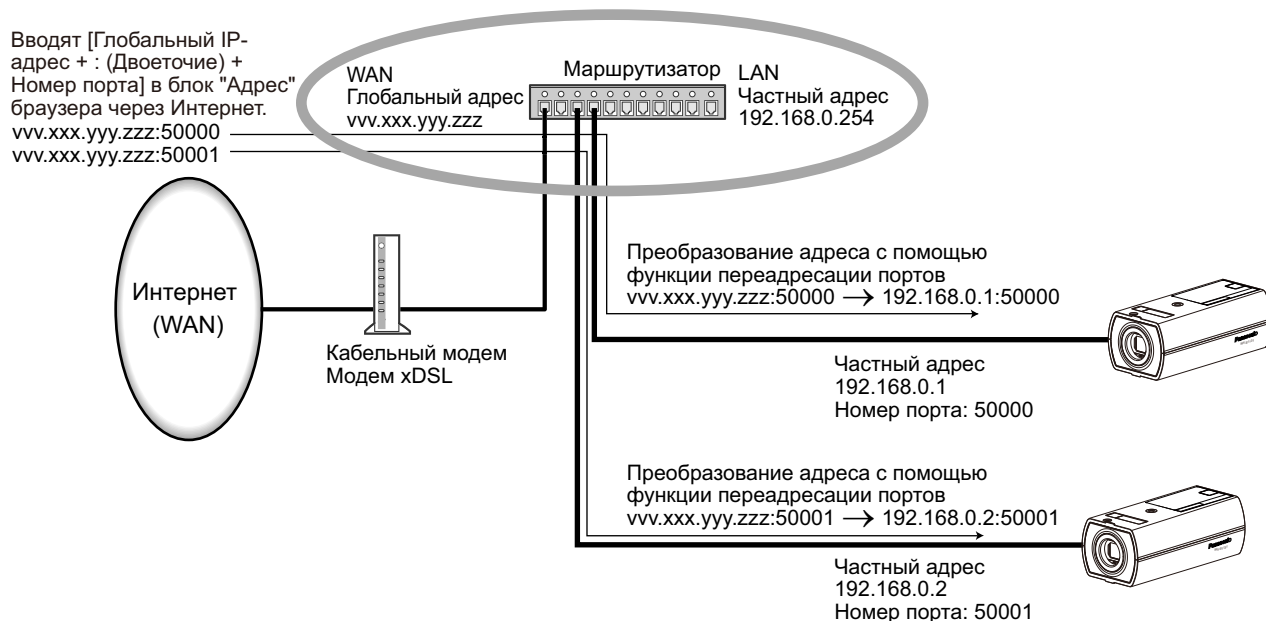 Вводят [Глобальный IP-
адрес + : (Двоеточие) +
Номер порта] в блок "Адрес"
браузера через Интернет.
vvv.xxx.yyy.zzz:50000
vvv.xxx.yyy.zzz:50001
WAN
Глобальный адрес
vvv.xxx.yyy.zzz
Маршрутизатор
LAN
Частный адрес
192.168.0.254
Интернет
(WAN)
Кабельный модем
Модем xDSL
Преобразование адреса с помощью
функции переадресации портов
vvv.xxx.yyy.zzz:50000 → 192.168.0.1:50000
Panasonic
Частный адрес
192.168.0.1
Номер порта: 50000
Преобразование адреса с помощью
функции переадресации портов
vvv.xxx.yyy.zzz:50001 → 192.168.0.2:50001
Panasonic
Частный адрес
192.168.0.2
Номер порта: 50001